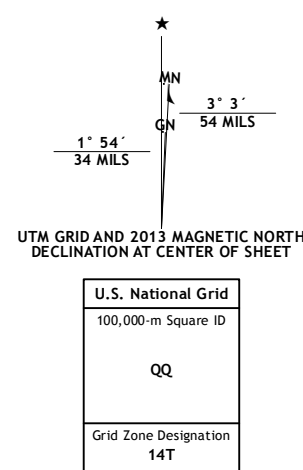 ★
MN
GN
3° 3´
54 MILS
1° 54´
34 MILS
UTM GRID AND 2013 MAGNETIC NORTH
DECLINATION AT CENTER OF SHEET
U.S. National Grid
100,000-m Square ID
QQ
Grid Zone Designation
14T